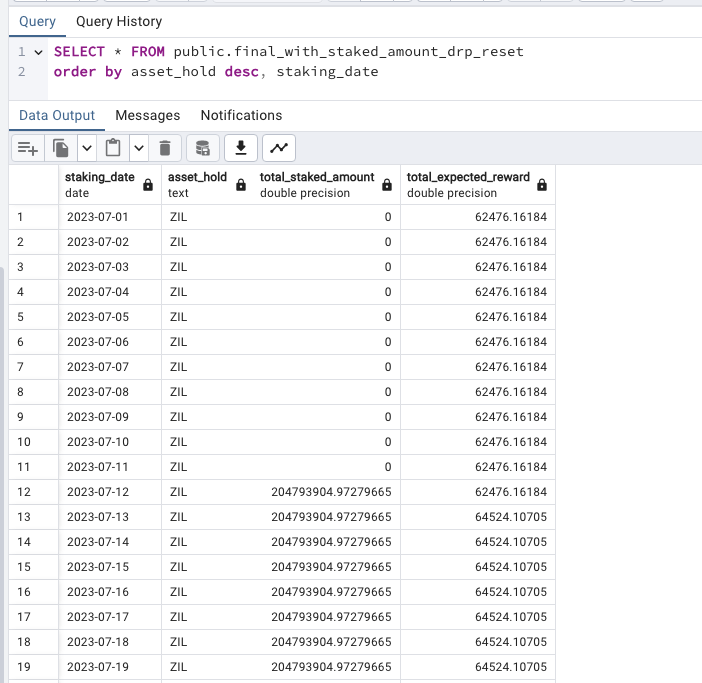 Query Query History
1 SELECT * FROM public.final_with_staked_amount_drp_reset
2 order by asset_hold desc, staking_date
Data Output Messages Notifications
staking_date asset_hold total_staked_amount total_expected_reward
date text double precision double precision
1 2023-07-01 ZIL 0 62476.16184
2 2023-07-02 ZIL 0 62476.16184
3 2023-07-03 ZIL 0 62476.16184
4 2023-07-04 ZIL 0 62476.16184
5 2023-07-05 ZIL 0 62476.16184
6 2023-07-06 ZIL 0 62476.16184
7 2023-07-07 ZIL 0 62476.16184
8 2023-07-08 ZIL 0 62476.16184
9 2023-07-09 ZIL 0 62476.16184
10 2023-07-10 ZIL 0 62476.16184
11 2023-07-11 ZIL 0 62476.16184
12 2023-07-12 ZIL 204793904.97279665 62476.16184
13 2023-07-13 ZIL 204793904.97279665 64524.10705
14 2023-07-14 ZIL 204793904.97279665 64524.10705
15 2023-07-15 ZIL 204793904.97279665 64524.10705
16 2023-07-16 ZIL 204793904.97279665 64524.10705
17 2023-07-17 ZIL 204793904.97279665 64524.10705
18 2023-07-18 ZIL 204793904.97279665 64524.10705
19 2023-07-19 ZIL 204793904.97279665 64524.10705